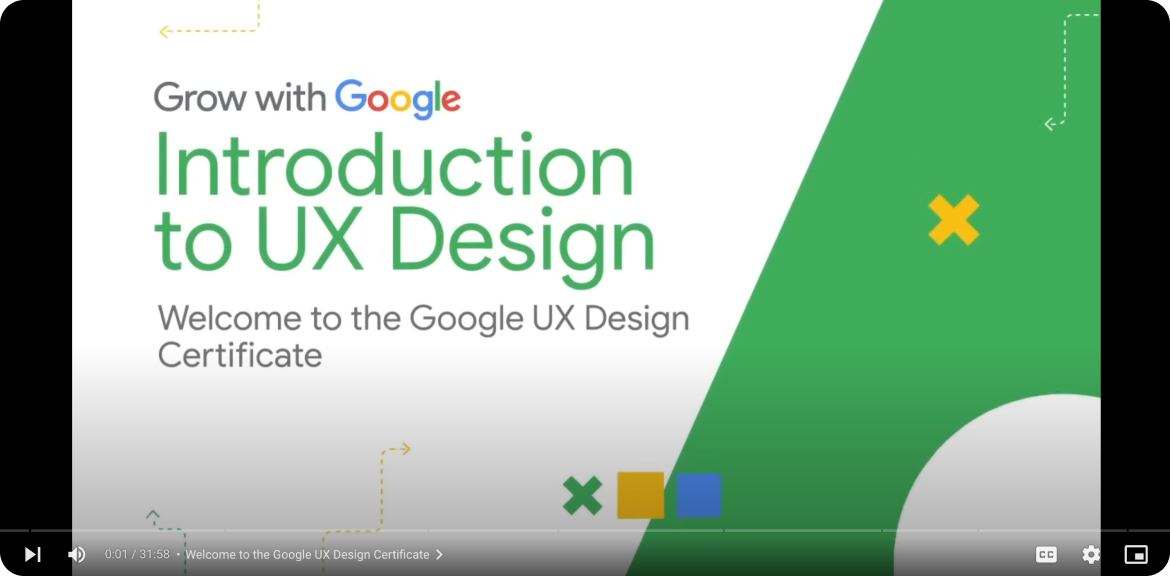 Grow with Google
Introduction
to UX Design
Welcome to the Google UX Design
Certificate
0:01 / 31:58 • Welcome to the Google UX Design Certificate
CC